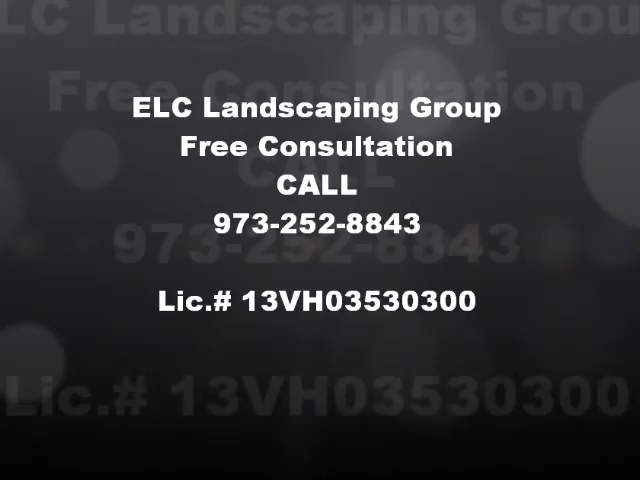 ELC Landscaping Group
Free Consultation
CALL
973-252-8843
Lic.# 13VH03530300